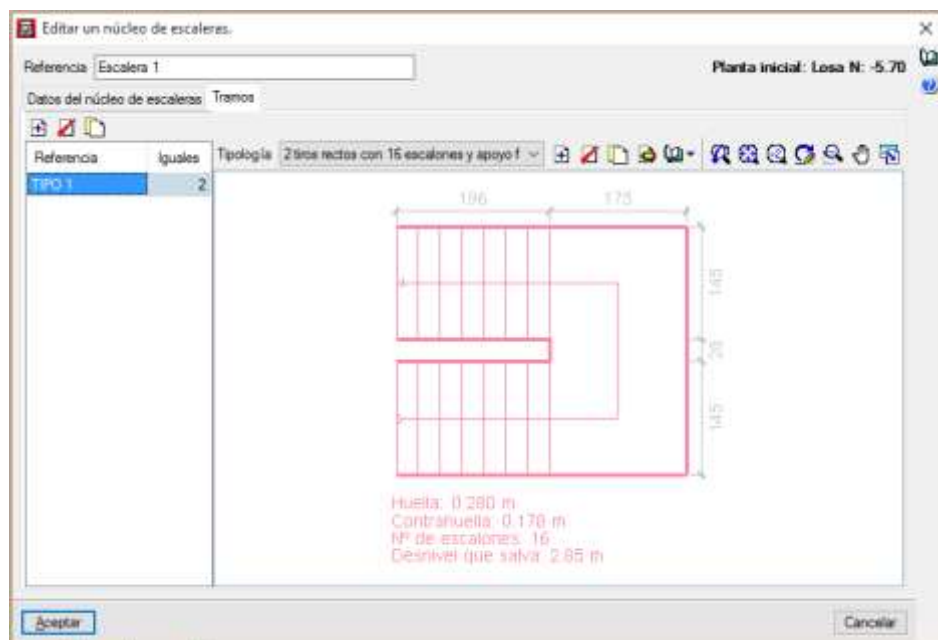 Editar un núcleo de escaleras.
Referencia Escalera 1
Planta inicial: Losa N: -5.70
Datos del núcleo de escaleras Tramos
Referencia Iguales
TIPO 1 2
Tipología 2 tiros rectos con 16 escalones y apoyo f
196 175
145
28
145
Huella: 0.280 m
Contrahuella: 0.178 m
Nº de escalones: 16
Desnivel que salva: 2.85 m
Aceptar Cancelar